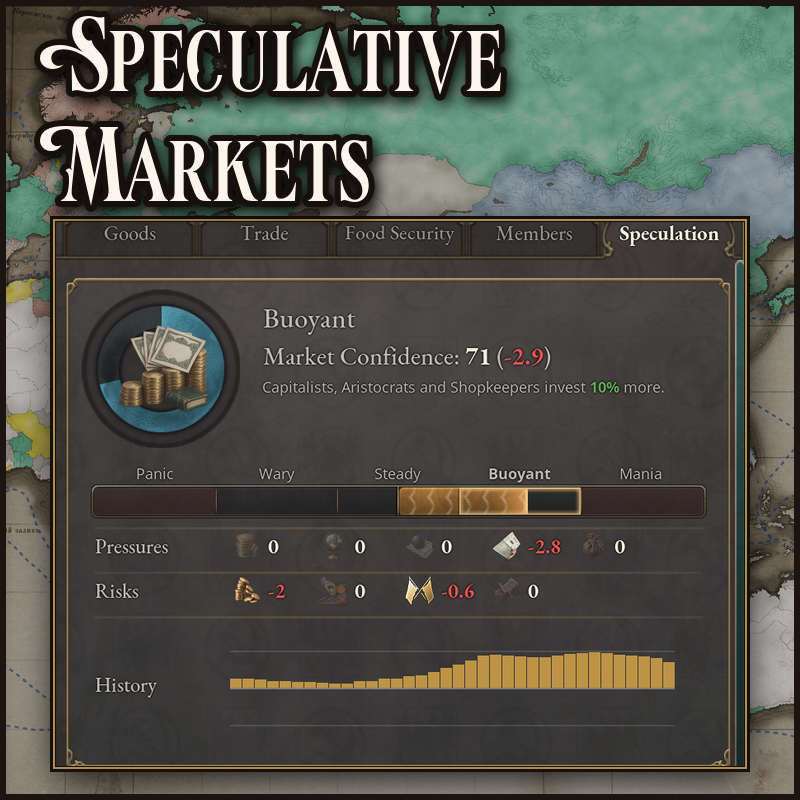 Speculative
Markets
Goods Trade Food Security Members Speculation
Buoyant
Market Confidence: 71 (-2.9)
Capitalists, Aristocrats and Shopkeepers invest 10% more.
Panic Wary Steady Buoyant Mania
Pressures 0 0 0 -2.8 0
Risks -2 0 -0.6 0
History